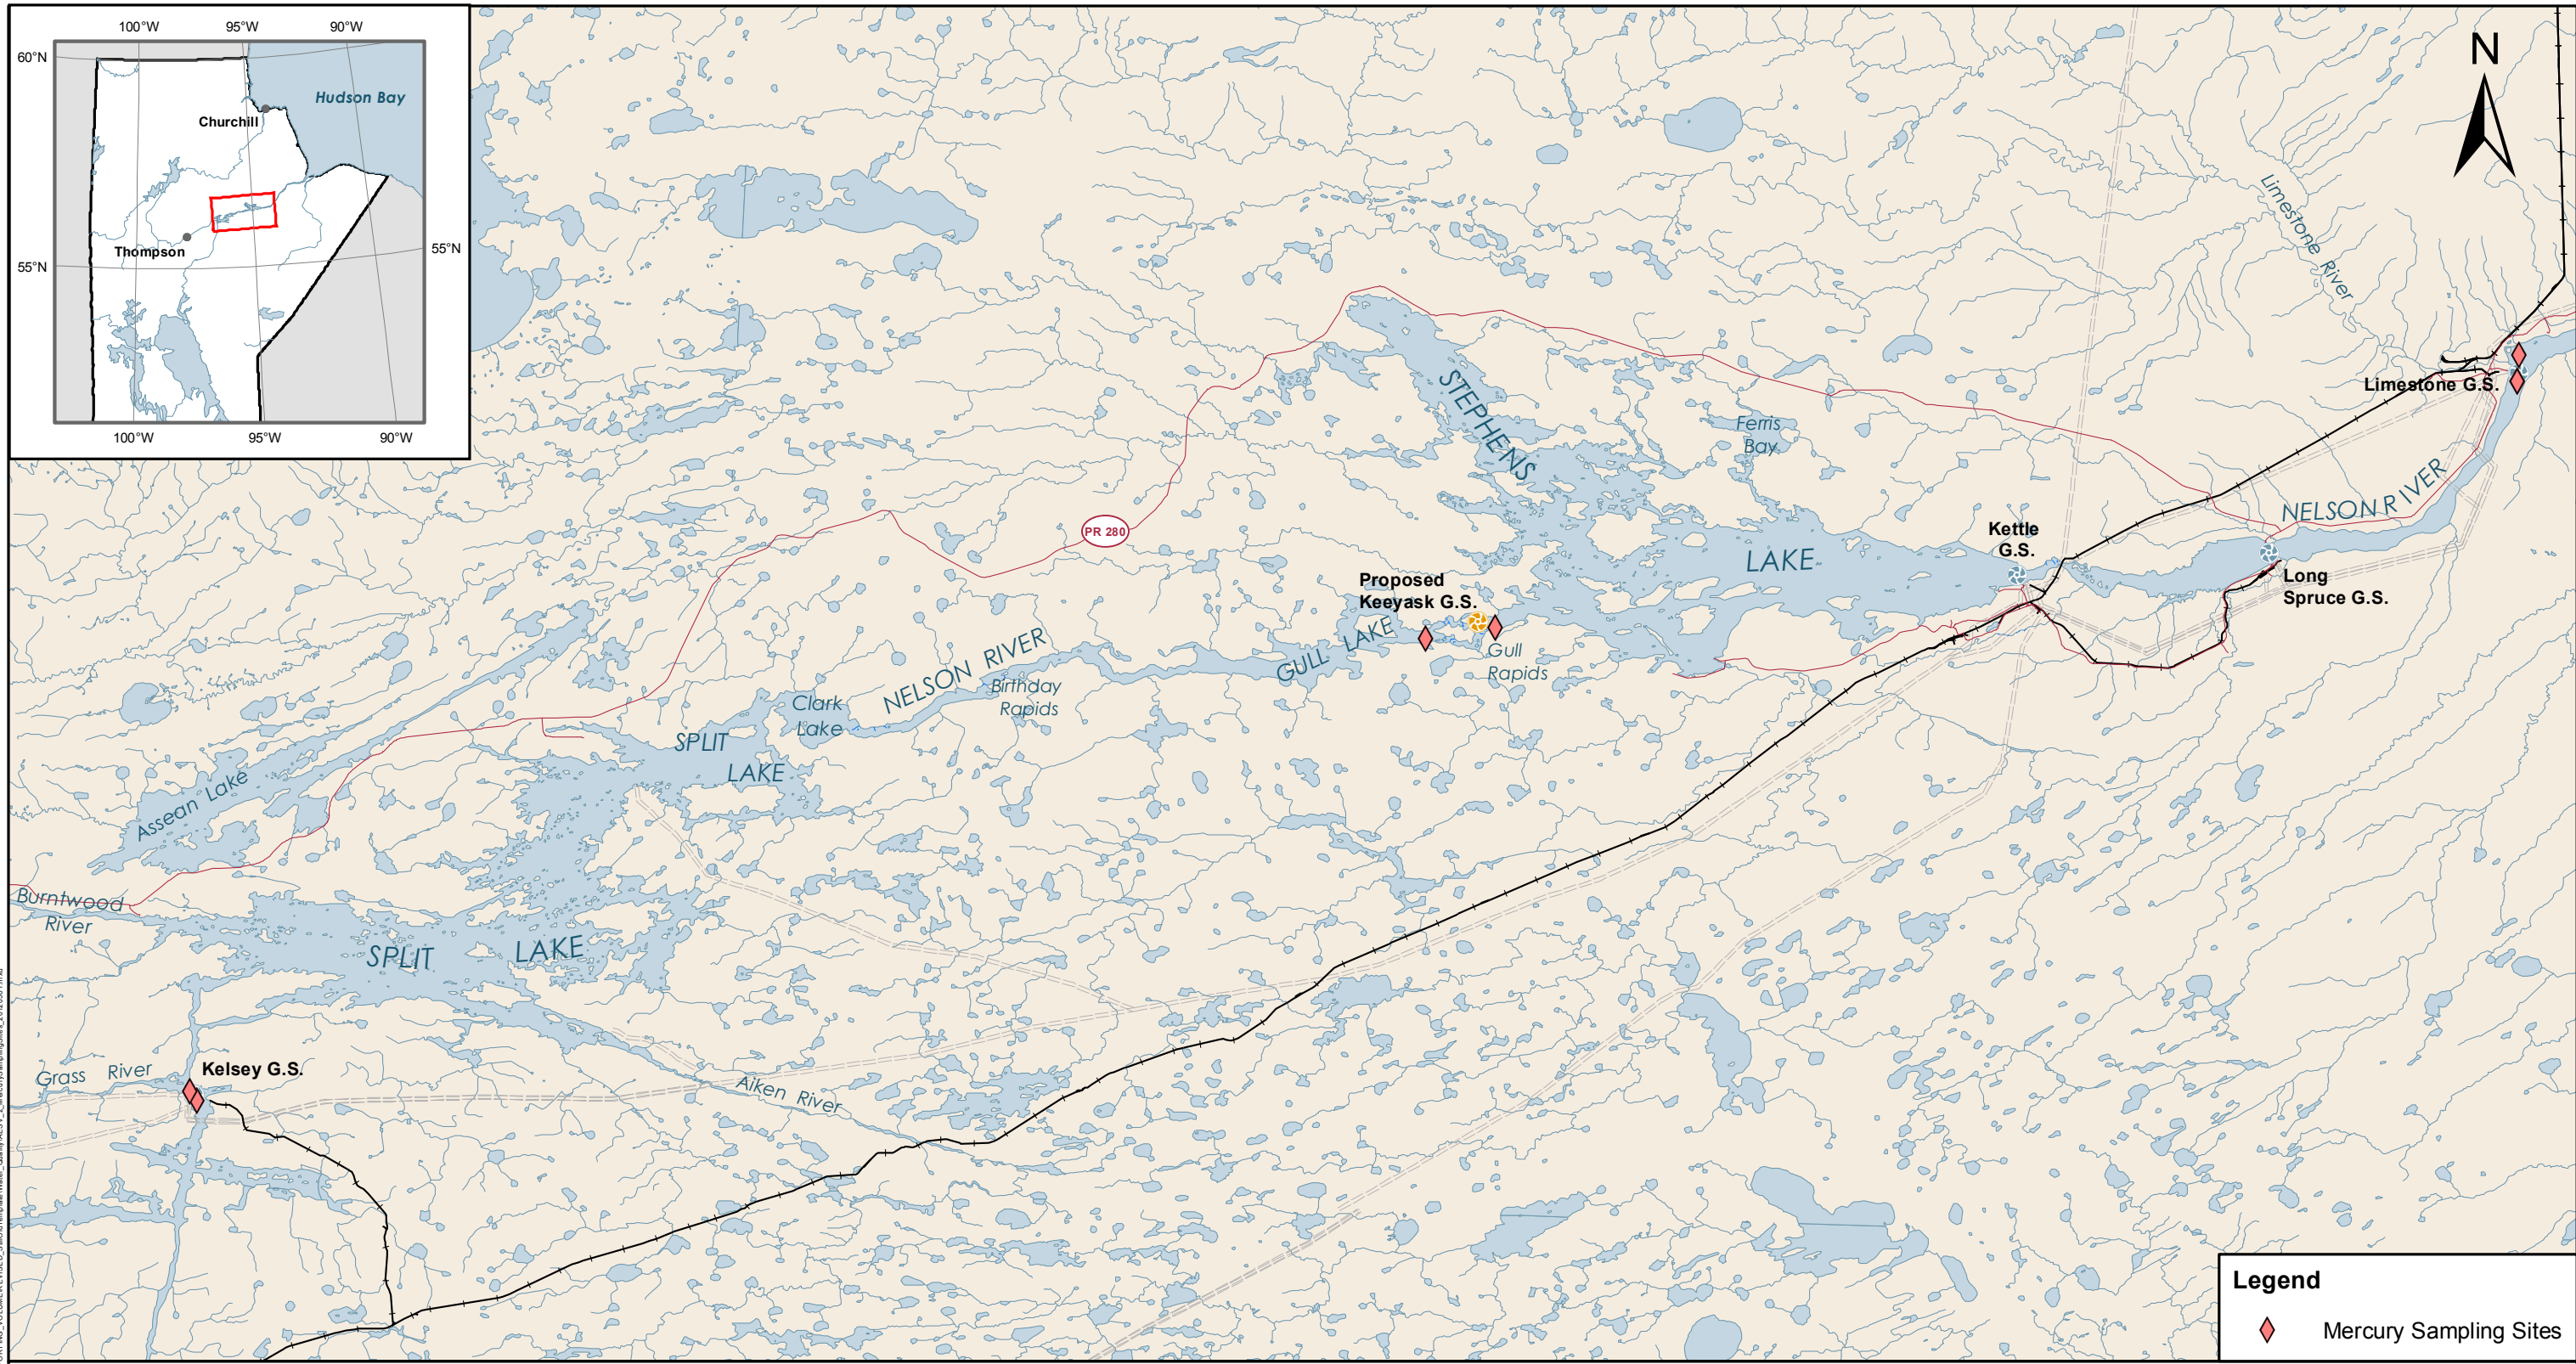 100°W 95°W 90°W
60°N
Hudson Bay
Churchill
Thompson
55°N
55°N
100°W 95°W 90°W
N
Limestone River
Limestone G.S.
STEPHENS
Ferris
Bay
NELSON RIVER
PR 280
LAKE
Kettle
G.S.
Long
Spruce G.S.
Proposed
Keeyask G.S.
GULL LAKE
Gull
Rapids
NELSON RIVER
Birthday
Rapids
Clark
Lake
SPLIT
LAKE
Assean Lake
Burntwood
River
SPLIT LAKE
Grass River
Kelsey G.S.
Aiken River
Legend
Mercury Sampling Sites